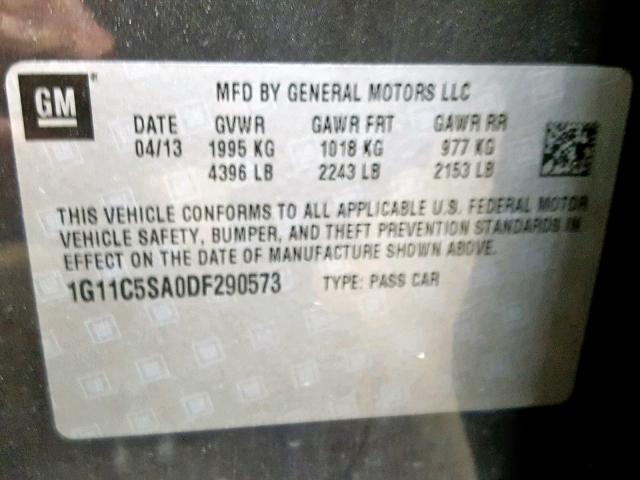 GM
MFD BY GENERAL MOTORS LLC
DATE GVWR GAWR FRT GAWR RR
04/13 1995 KG 1018 KG 977 KG
4396 LB 2243 LB 2153 LB
THIS VEHICLE CONFORMS TO ALL APPLICABLE U.S. FEDERAL MOTOR
VEHICLE SAFETY, BUMPER, AND THEFT PREVENTION STANDARDS IN
EFFECT ON THE DATE OF MANUFACTURE SHOWN ABOVE.
1G11C5SA0DF290573 TYPE: PASS CAR